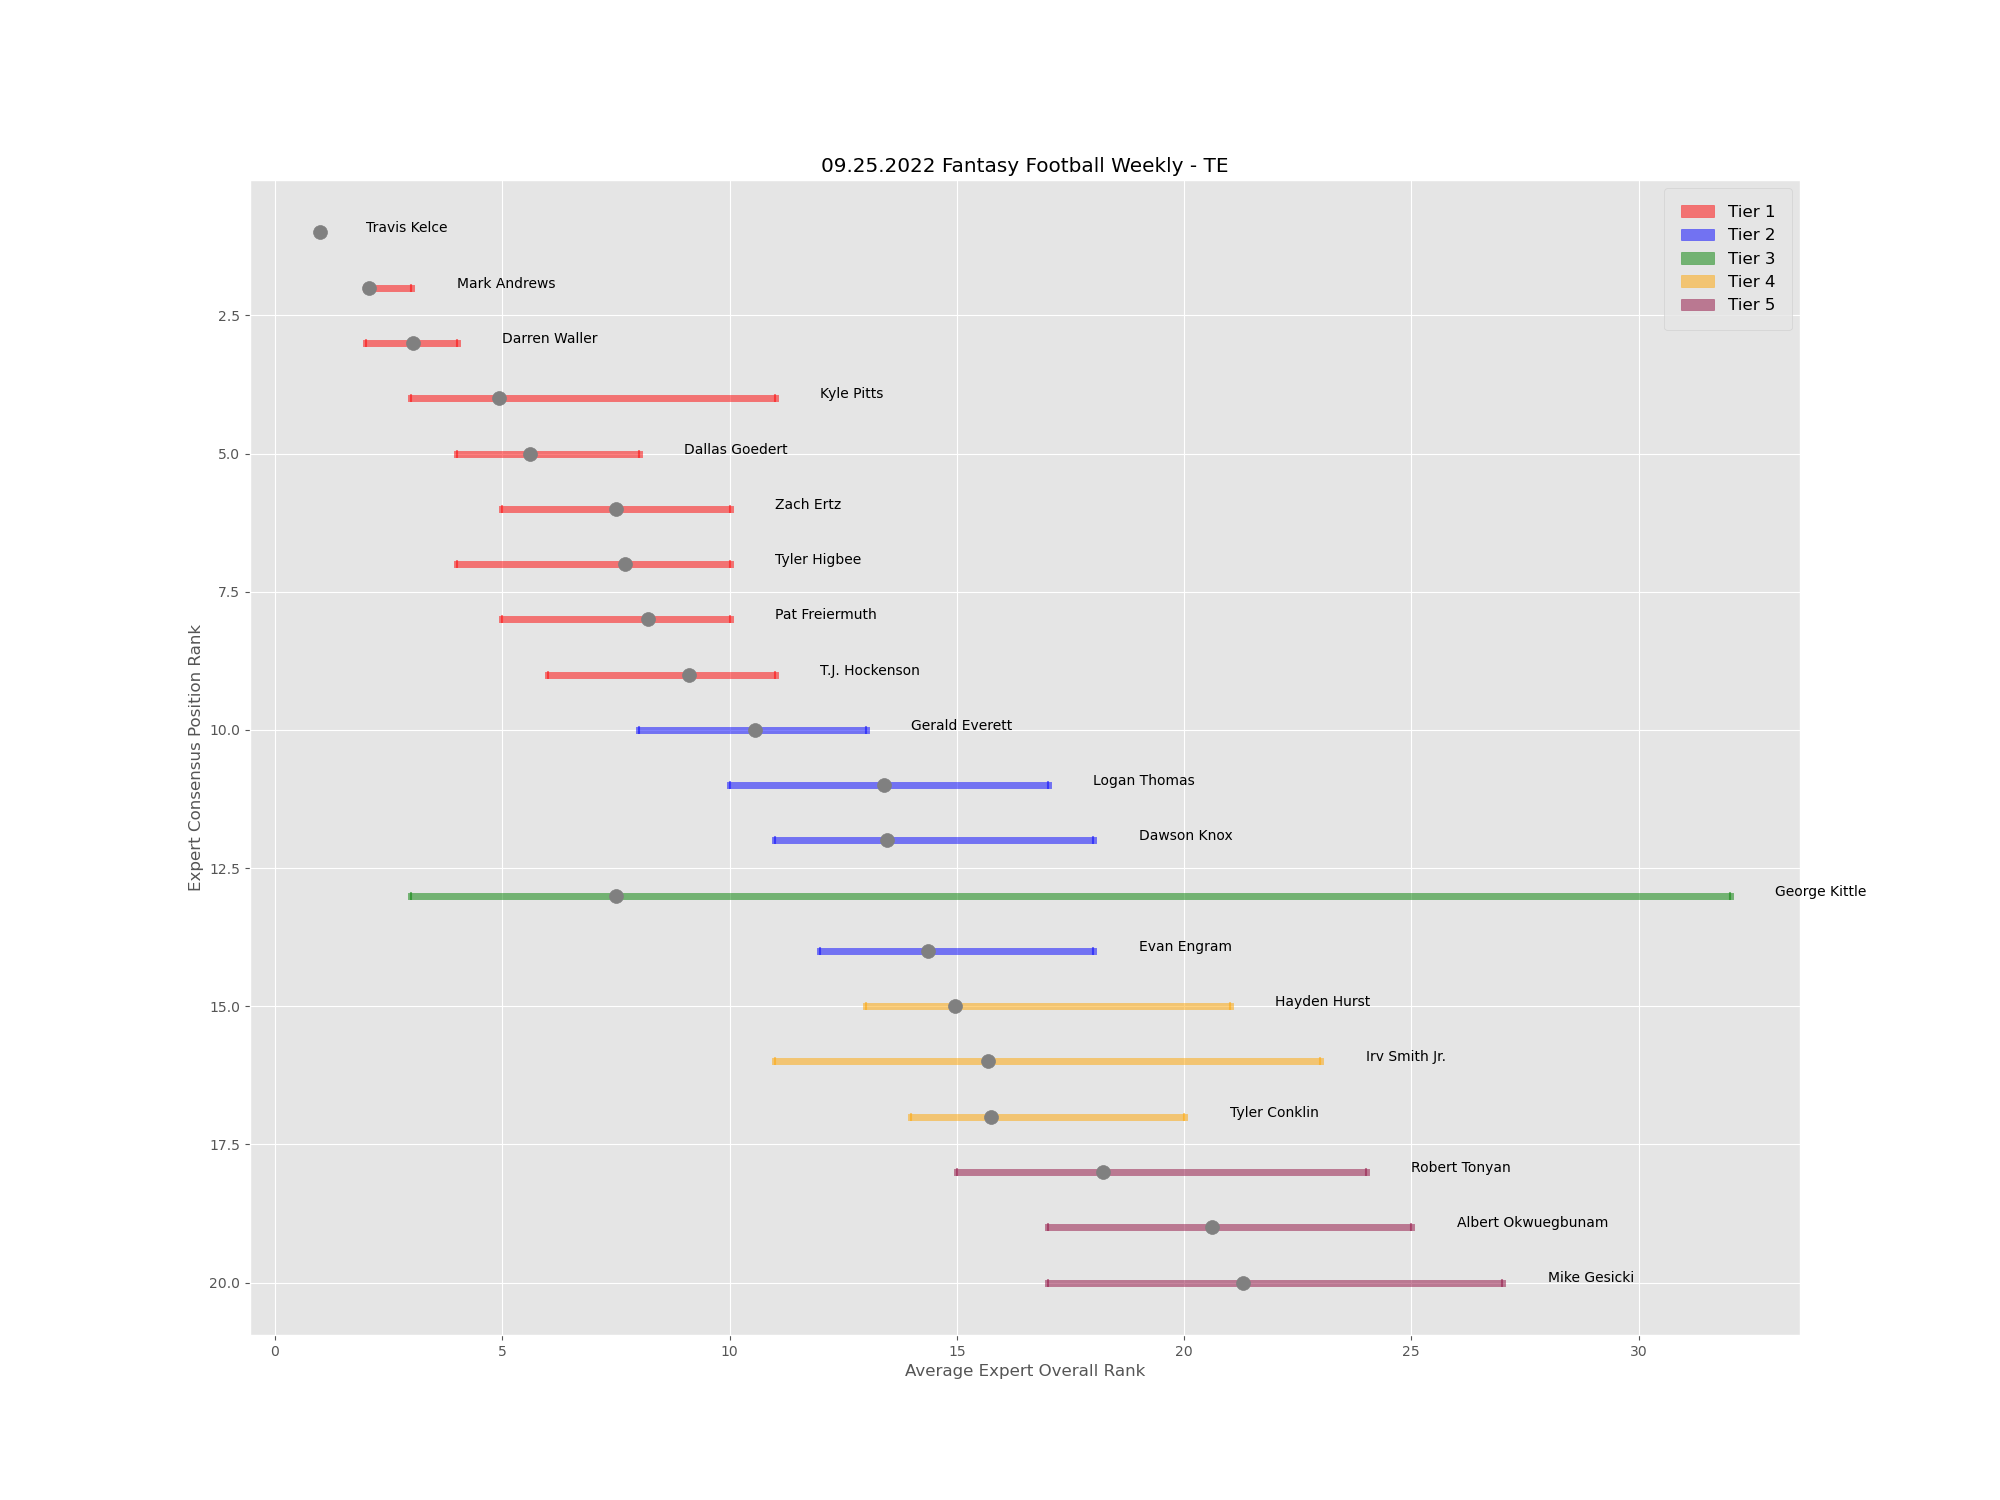 09.25.2022 Fantasy Football Weekly - TE
Tier 1
Tier 2
Tier 3
Tier 4
Tier 5
Travis Kelce
Mark Andrews
2.5
Darren Waller
Kyle Pitts
5.0
Dallas Goedert
Zach Ertz
Tyler Higbee
7.5
Pat Freiermuth
T.J. Hockenson
10.0
Gerald Everett
Logan Thomas
Dawson Knox
12.5
George Kittle
Evan Engram
15.0
Hayden Hurst
Irv Smith Jr.
Tyler Conklin
17.5
Robert Tonyan
Albert Okwuegbunam
20.0
Mike Gesicki
Expert Consensus Position Rank
0 5 10 15 20 25 30
Average Expert Overall Rank